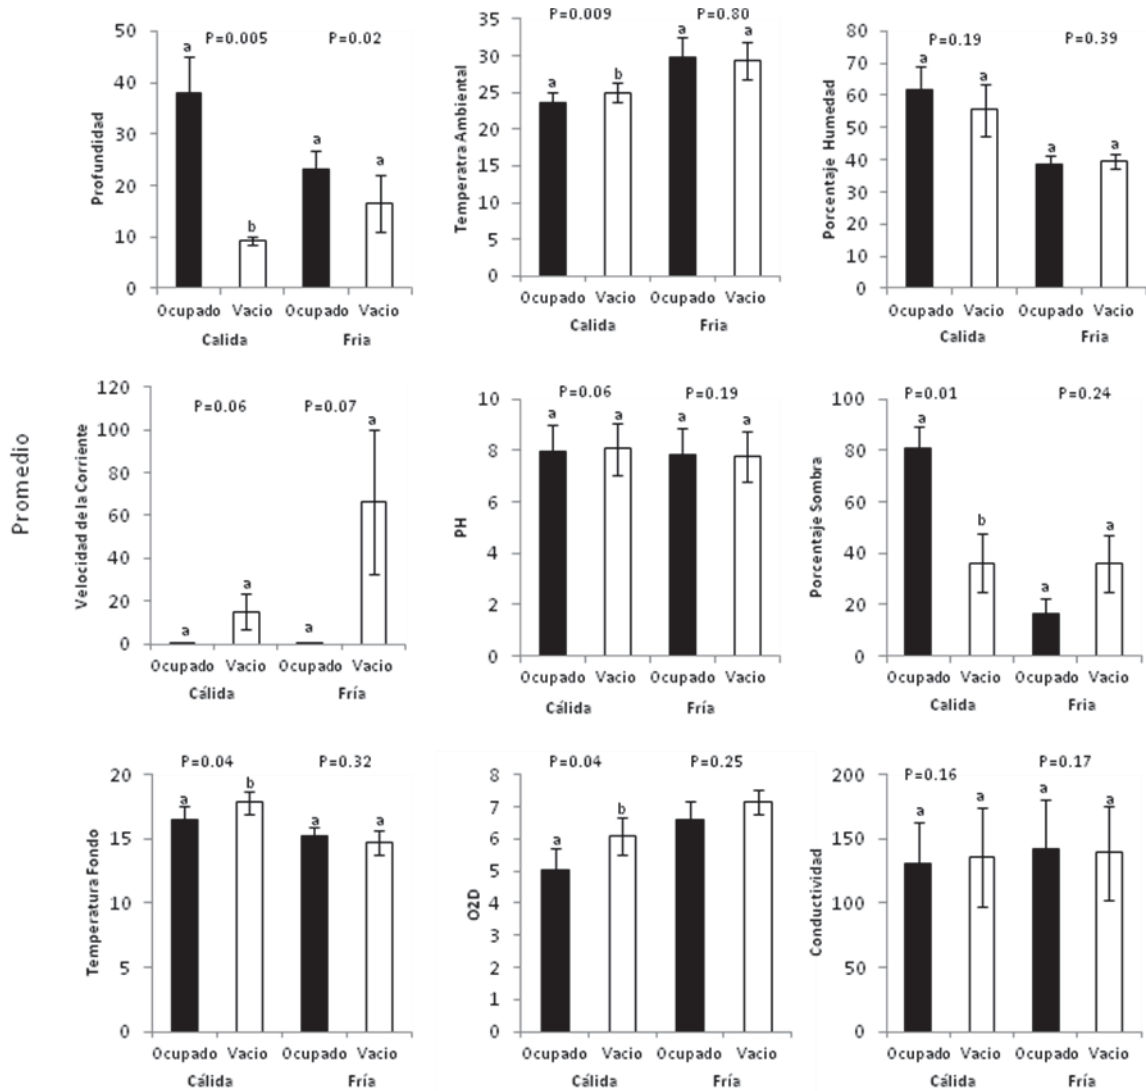 Promedio
P=0.005 P=0.02
Profundidad
50
40
30
20
10
0
a b a a
Ocupado Vacio Ocupado Vacio
Calida Fria
P=0.009 P=0.80
Temperatra Ambiental
35
30
25
20
15
10
5
0
a b a a
Ocupado Vacio Ocupado Vacio
Calida Fria
P=0.19 P=0.39
Porcentaje Humedad
80
70
60
50
40
30
20
10
0
a a a a
Ocupado Vacio Ocupado Vacio
Calida Fria
P=0.06 P=0.07
Velocidad de la Corriente
120
100
80
60
40
20
0
a a a a
Ocupado Vacio Ocupado Vacio
Cálida Fría
P=0.06 P=0.19
PH
10
8
6
4
2
0
a a a a
Ocupado Vacio Ocupado Vacio
Cálida Fría
P=0.01 P=0.24
Porcentaje Sombra
100
80
60
40
20
0
a b a a
Ocupado Vacio Ocupado Vacio
Calida Fria
P=0.04 P=0.32
Temperatura Fondo
20
15
10
5
0
a b a a
Ocupado Vacio Ocupado Vacio
Cálida Fría
P=0.04 P=0.25
O2D
8
7
6
5
4
3
2
1
0
a b
Ocupado Vacio Ocupado Vacio
Cálida Fría
P=0.16 P=0.17
Conductividad
200
150
100
50
0
a a a a
Ocupado Vacio Ocupado Vacio
Cálida Fría